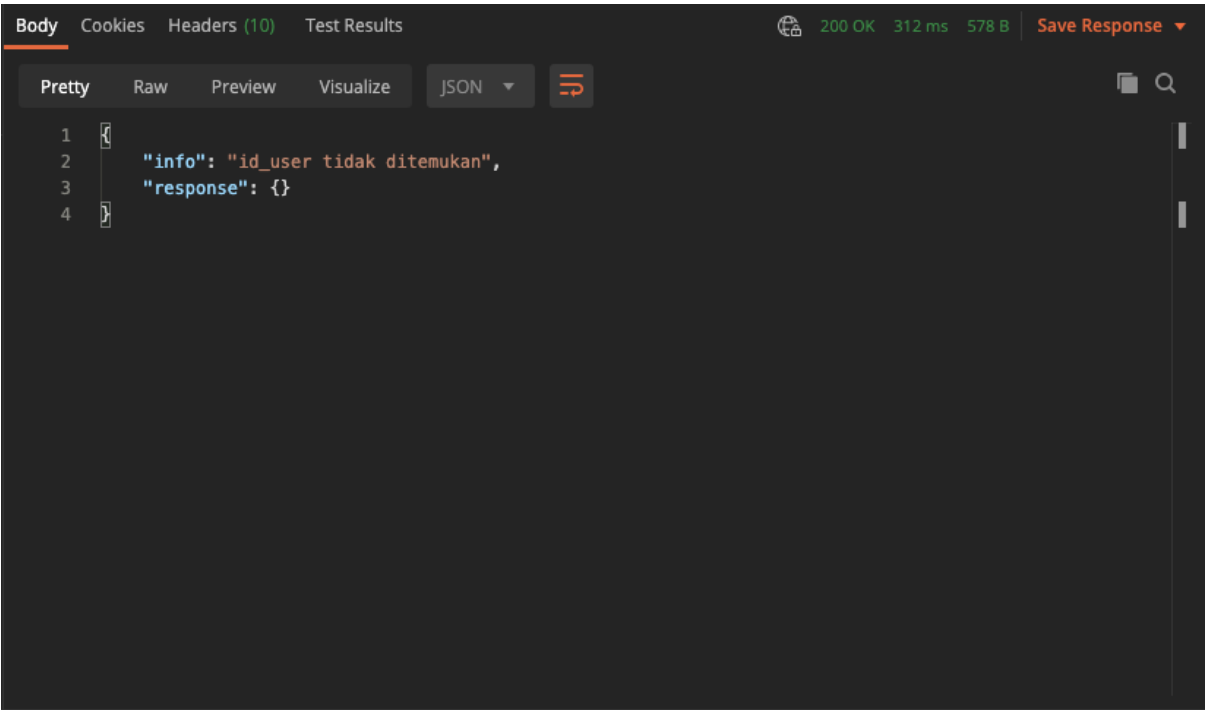 Body Cookies Headers (10) Test Results 200 OK 312 ms 578 B Save Response
Pretty Raw Preview Visualize JSON
1 {
2 "info": "id_user tidak ditemukan",
3 "response": {}
4 }